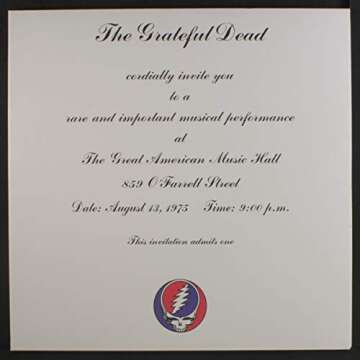 The Grateful Dead
cordially invite you
to a
rare and important musical performance
at
The Great American Music Hall
859 O'Farrell Street
Date: August 13, 1975 Time: 9:00 p.m.
This invitation admits one